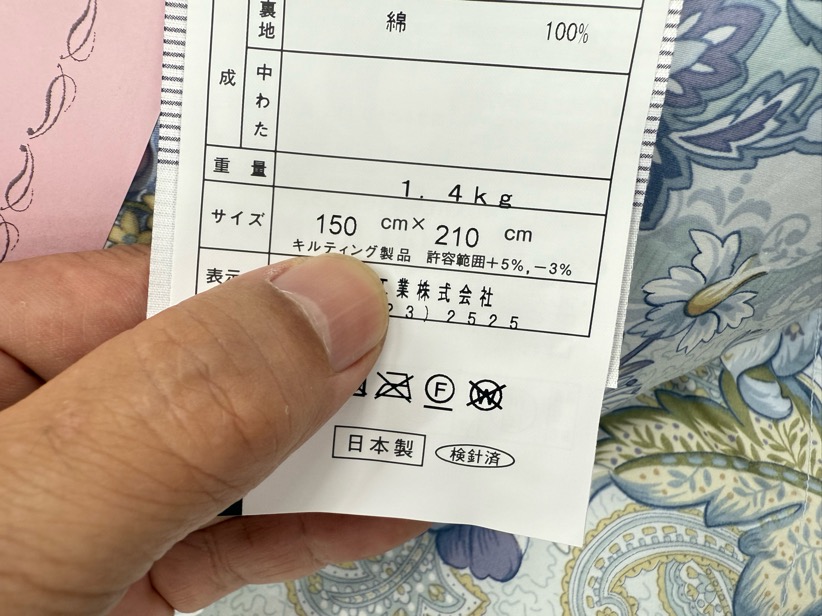 裏地 綿 100%
成
中わた
重量 1.4kg
サイズ 150 cm× 210 cm
キルティング製品 許容範囲+5%,-3%
表示 業株式会社
23)2525
F W
日本製 検針済